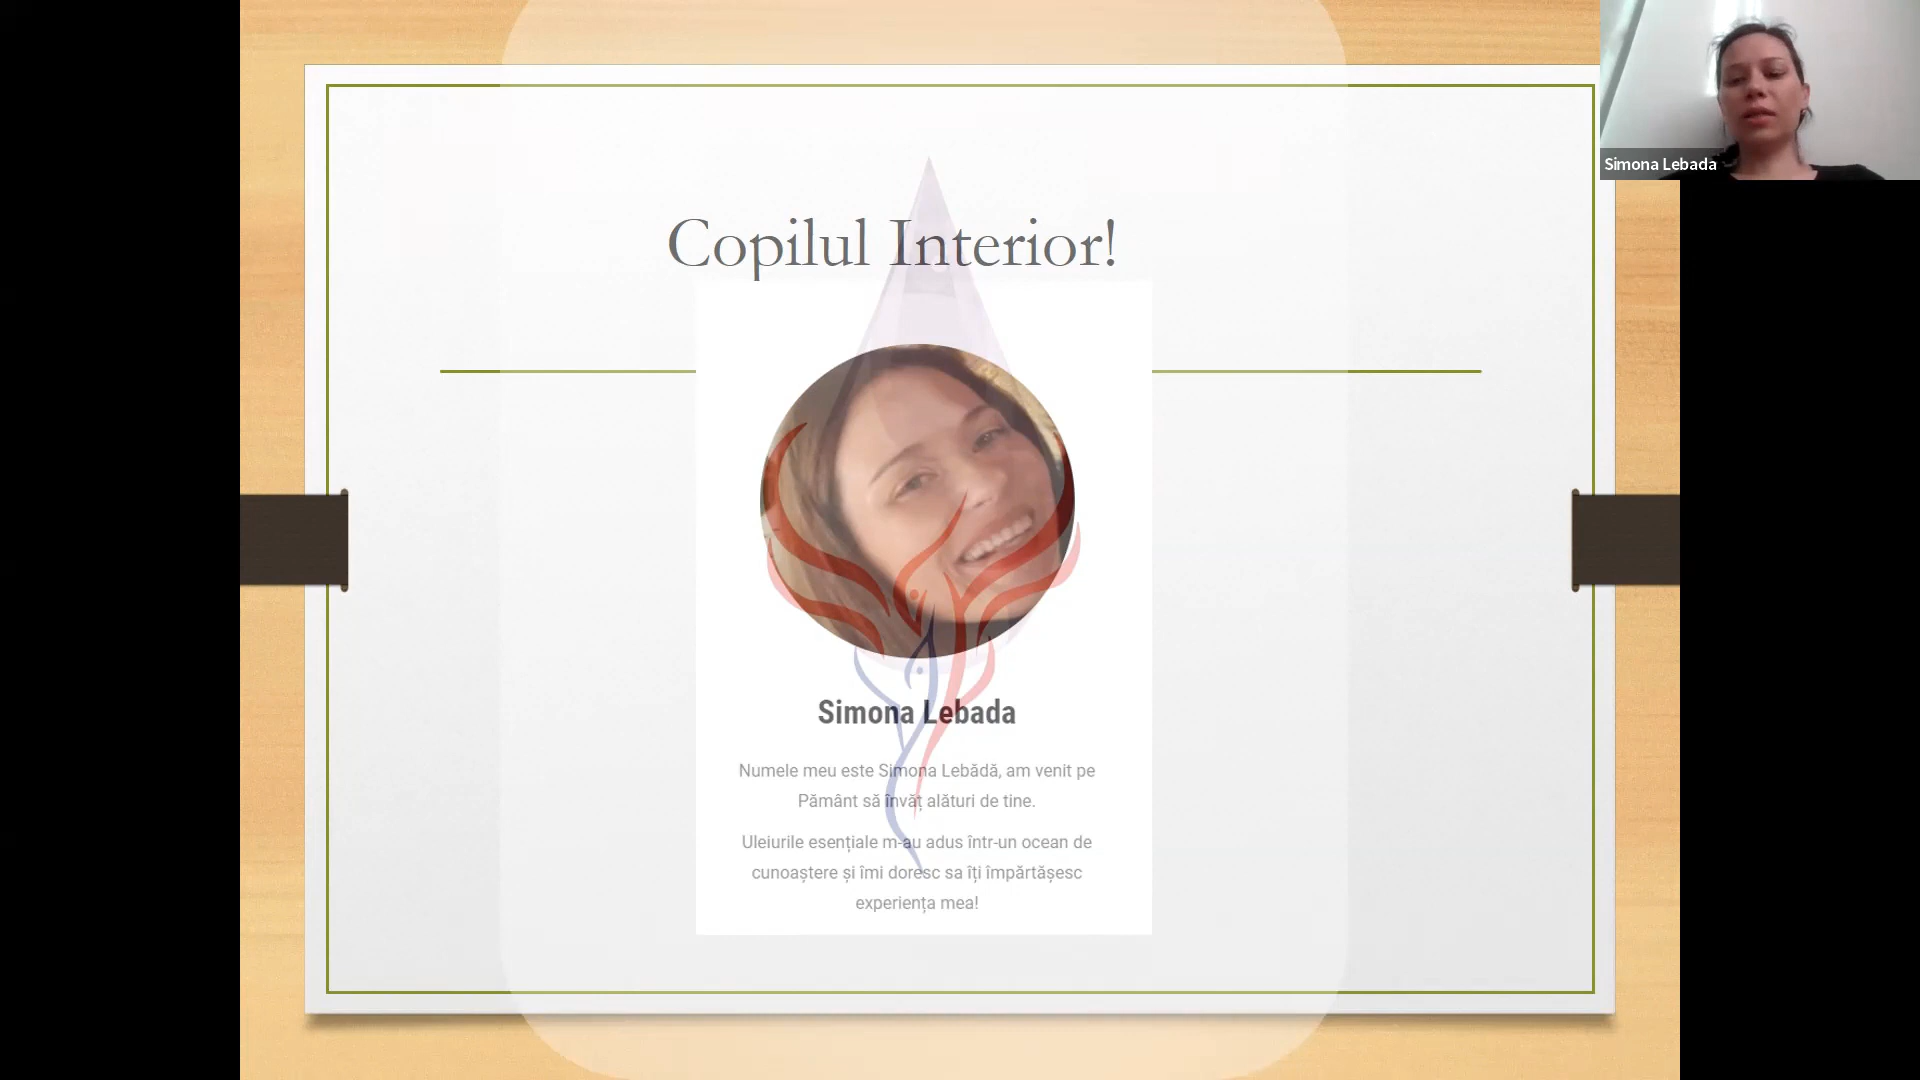 Copilul Interior!
Simona Lebada
Simona Lebada
Numele meu este Simona Lebădă, am venit pe
Pământ să învăț alături de tine.
Uleiurile esențiale m-au adus într-un ocean de
cunoaștere și îmi doresc sa îți împărtășesc
experiența mea!